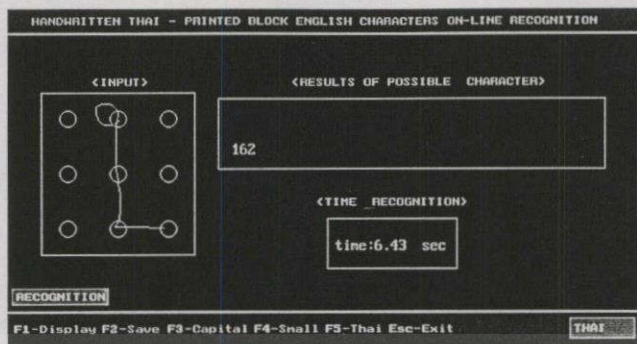 HANDWRITTEN THAI - PRINTED BLOCK ENGLISH CHARACTERS ON-LINE RECOGNITION
<INPUT>
<RESULTS OF POSSIBLE CHARACTER>
162
<TIME _RECOGNITION>
time:6.43 sec
RECOGNITION
F1-Display F2-Save F3-Capital F4-Small F5-Thai Esc-Exit
THAI